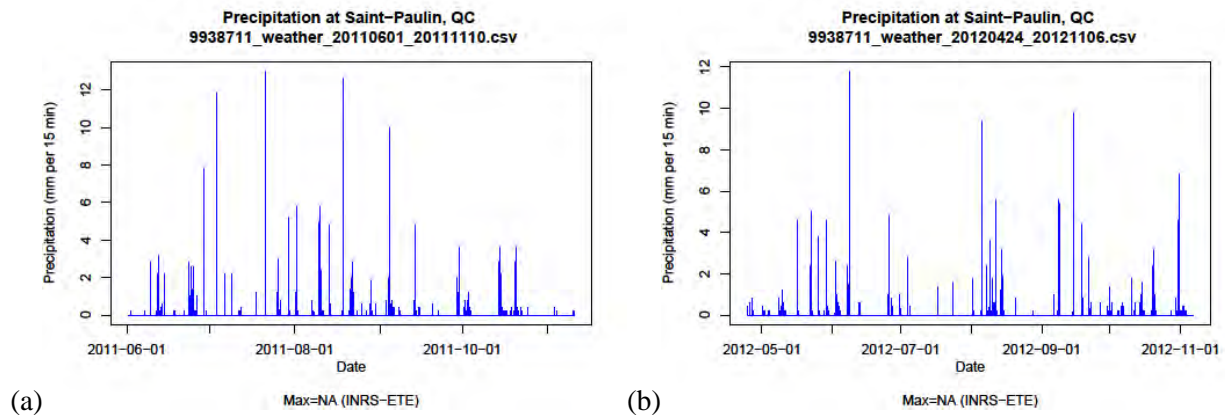 Precipitation at Saint−Paulin, QC
9938711_weather_20110601_20111110.csv
Precipitation (mm per 15 min)
0 2 4 6 8 10 12
2011−06−01 2011−08−01 2011−10−01
Date
(a) Max=NA (INRS−ETE)
Precipitation at Saint−Paulin, QC
9938711_weather_20120424_20121106.csv
Precipitation (mm per 15 min)
0 2 4 6 8 10 12
2012−05−01 2012−07−01 2012−09−01 2012−11−01
Date
(b) Max=NA (INRS−ETE)